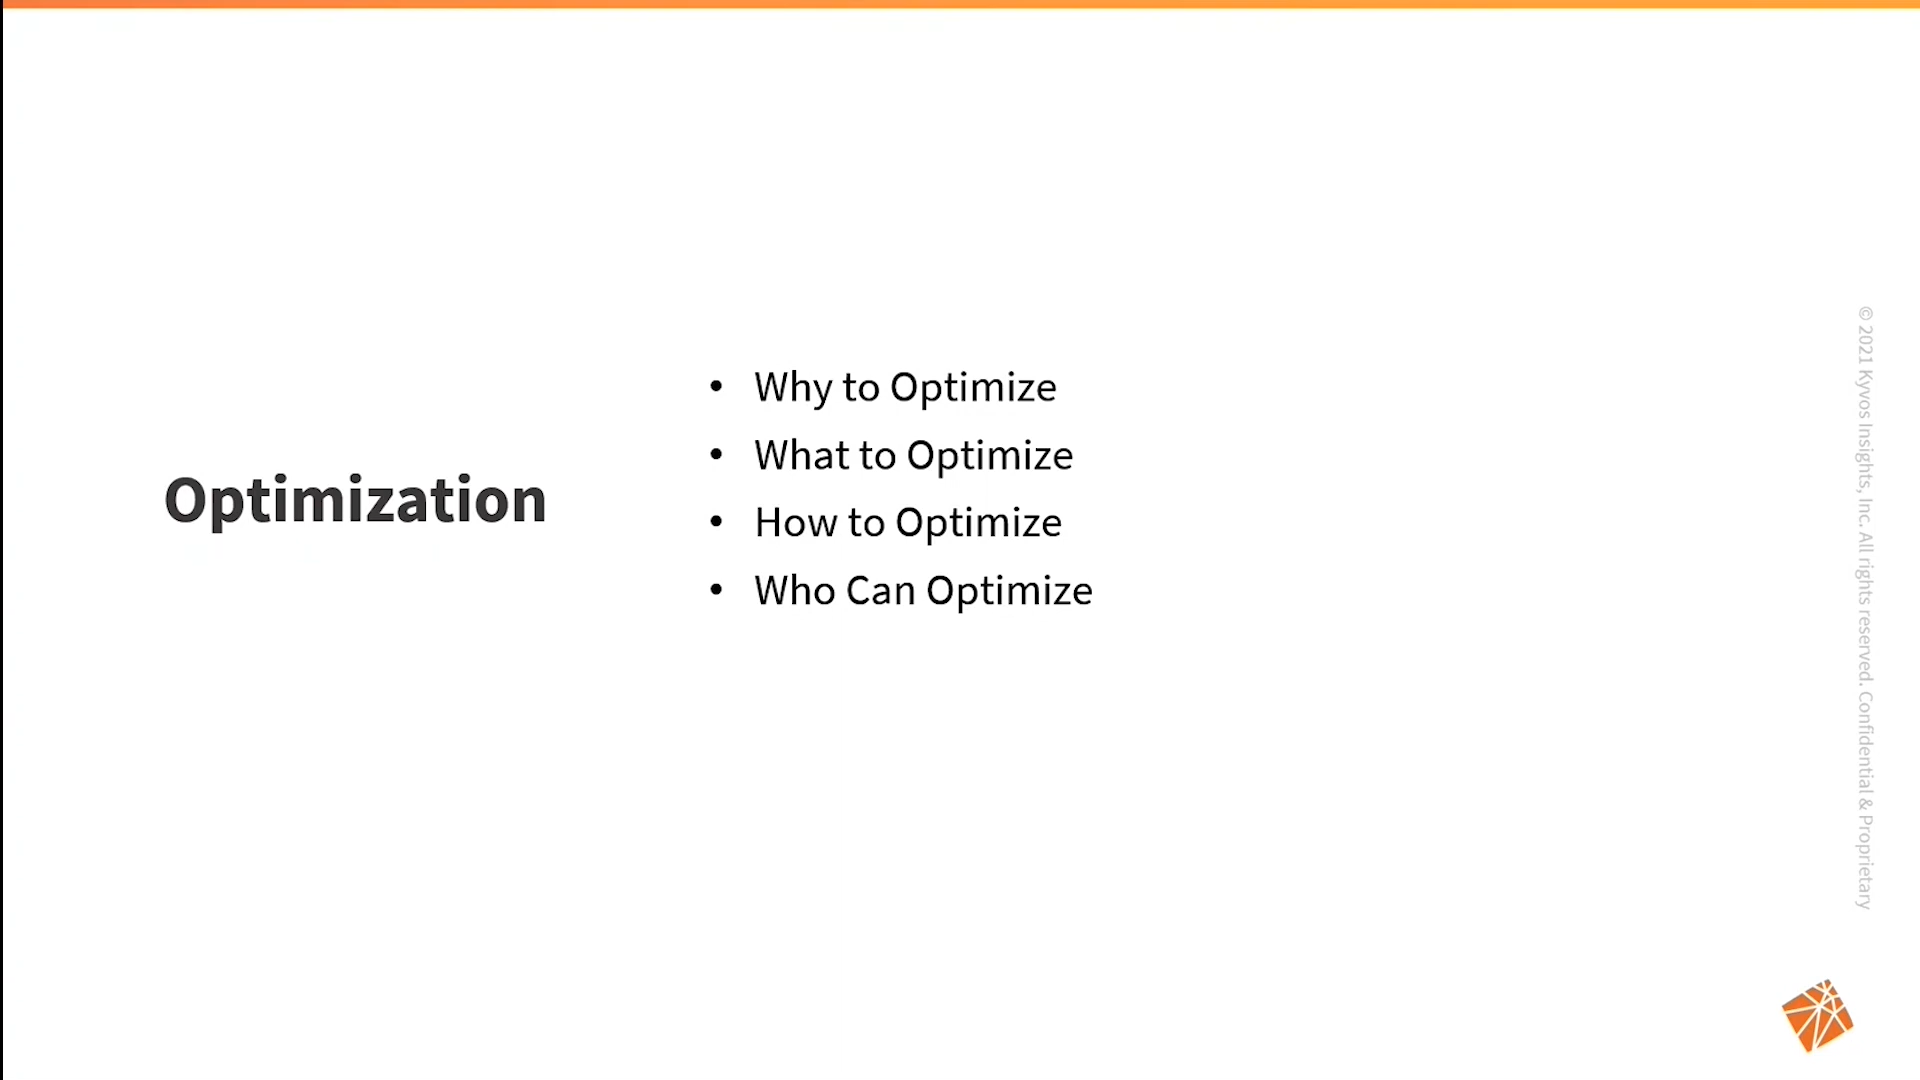 Optimization
• Why to Optimize
• What to Optimize
• How to Optimize
• Who Can Optimize
© 2021 Kyvos Insights, Inc. All rights reserved. Confidential & Proprietary